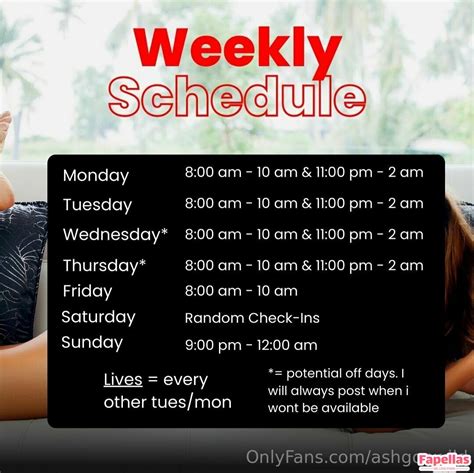 Weekly
Schedule
Monday 8:00 am - 10 am & 11:00 pm - 2 am
Tuesday 8:00 am - 10 am & 11:00 pm - 2 am
Wednesday* 8:00 am - 10 am & 11:00 pm - 2 am
Thursday* 8:00 am - 10 am & 11:00 pm - 2 am
Friday 8:00 am - 10 am
Saturday Random Check-Ins
Sunday 9:00 pm - 12:00 am
Lives = every
other tues/mon
*= potential off days. I
will always post when i
wont be available
Fapellas